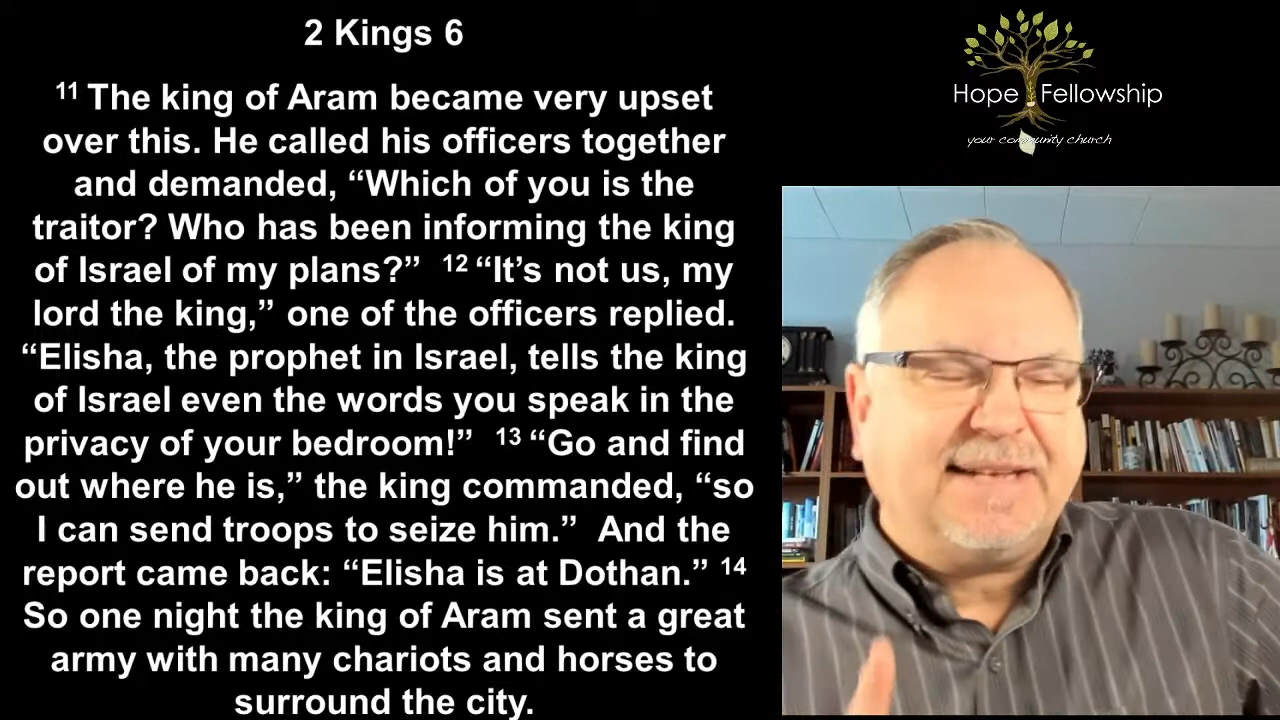 2 Kings 6
11 The king of Aram became very upset
over this. He called his officers together
and demanded, “Which of you is the
traitor? Who has been informing the king
of Israel of my plans?” 12 “It’s not us, my
lord the king,” one of the officers replied.
“Elisha, the prophet in Israel, tells the king
of Israel even the words you speak in the
privacy of your bedroom!” 13 “Go and find
out where he is,” the king commanded, “so
I can send troops to seize him.” And the
report came back: “Elisha is at Dothan.” 14
So one night the king of Aram sent a great
army with many chariots and horses to
surround the city.
Hope Fellowship
your community church